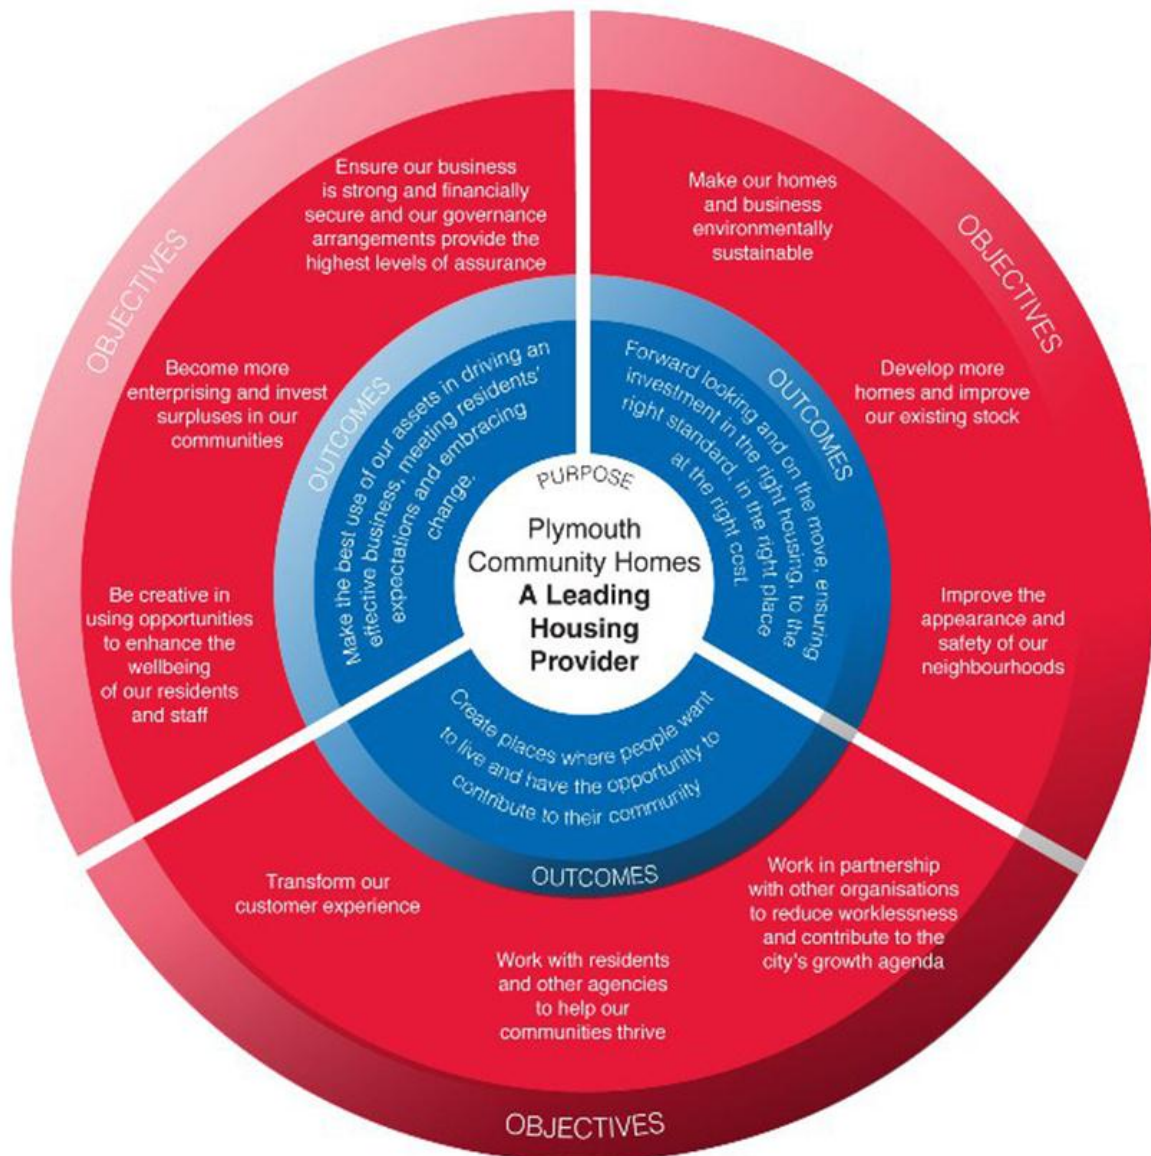 PURPOSE
Plymouth
Community Homes
A Leading
Housing
Provider
OUTCOMES
Make the best use of our assets in driving an
effective business, meeting residents'
expectations and embracing
change.
OUTCOMES
Forward looking and on the move, ensuring
investment in the right housing, to the
right standard, in the right place
at the right cost.
Create places where people want
to live and have the opportunity to
contribute to their community
OUTCOMES
OBJECTIVES
Ensure our business
is strong and financially
secure and our governance
arrangements provide the
highest levels of assurance
Become more
enterprising and invest
surpluses in our
communities
Be creative in
using opportunities
to enhance the
wellbeing
of our residents
and staff
OBJECTIVES
Make our homes
and business
environmentally
sustainable
Develop more
homes and improve
our existing stock
Improve the
appearance and
safety of our
neighbourhoods
Transform our
customer experience
Work with residents
and other agencies
to help our
communities thrive
Work in partnership
with other organisations
to reduce worklessness
and contribute to the
city's growth agenda
OBJECTIVES